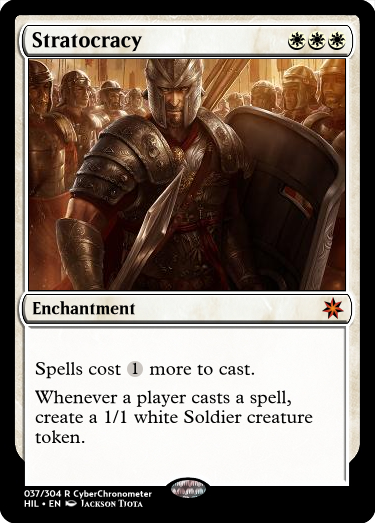 Stratocracy
Enchantment
Spells cost 1 more to cast.
Whenever a player casts a spell,
create a 1/1 white Soldier creature
token.
037/304 R CyberChronometer
HIL • EN Jackson Tjota